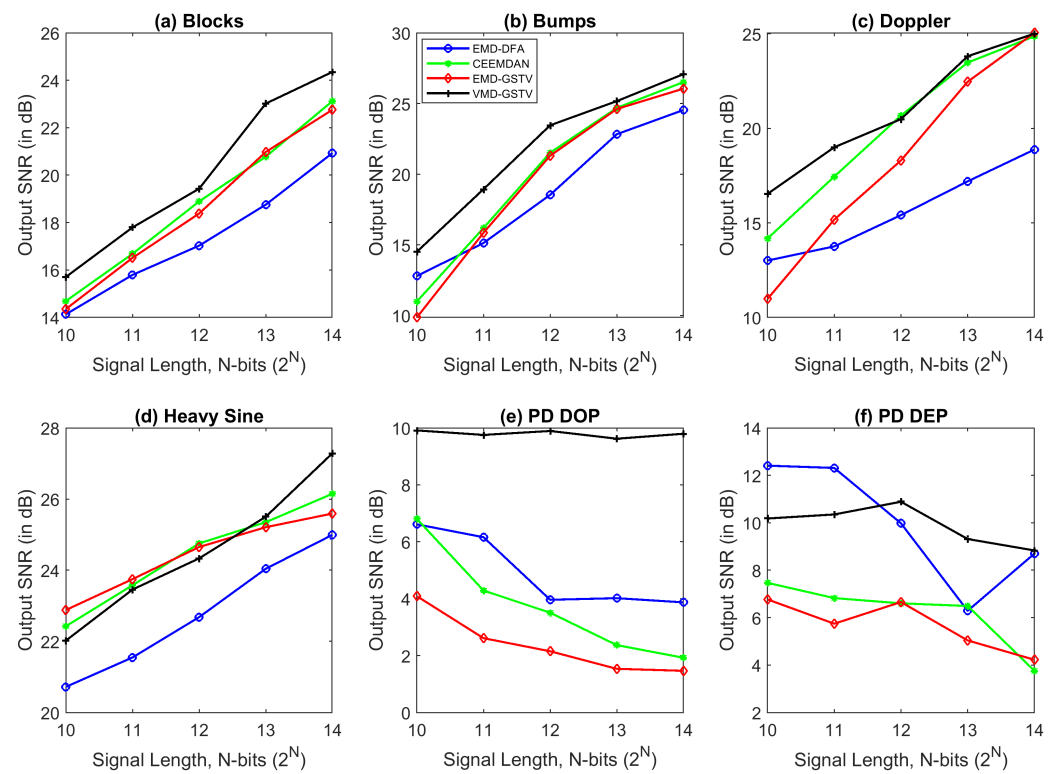 (a) Blocks
26
24
22
20
18
16
14
Output SNR (in dB)
10 11 12 13 14
Signal Length, N-bits (2^N)
(b) Bumps
30
25
20
15
10
Output SNR (in dB)
EMD-DFA
CEEMDAN
EMD-GSTV
VMD-GSTV
10 11 12 13 14
Signal Length, N-bits (2^N)
(c) Doppler
25
20
15
10
Output SNR (in dB)
10 11 12 13 14
Signal Length, N-bits (2^N)
(d) Heavy Sine
28
26
24
22
20
Output SNR (in dB)
10 11 12 13 14
Signal Length, N-bits (2^N)
(e) PD DOP
10
8
6
4
2
0
Output SNR (in dB)
10 11 12 13 14
Signal Length, N-bits (2^N)
(f) PD DEP
14
12
10
8
6
4
2
Output SNR (in dB)
10 11 12 13 14
Signal Length, N-bits (2^N)